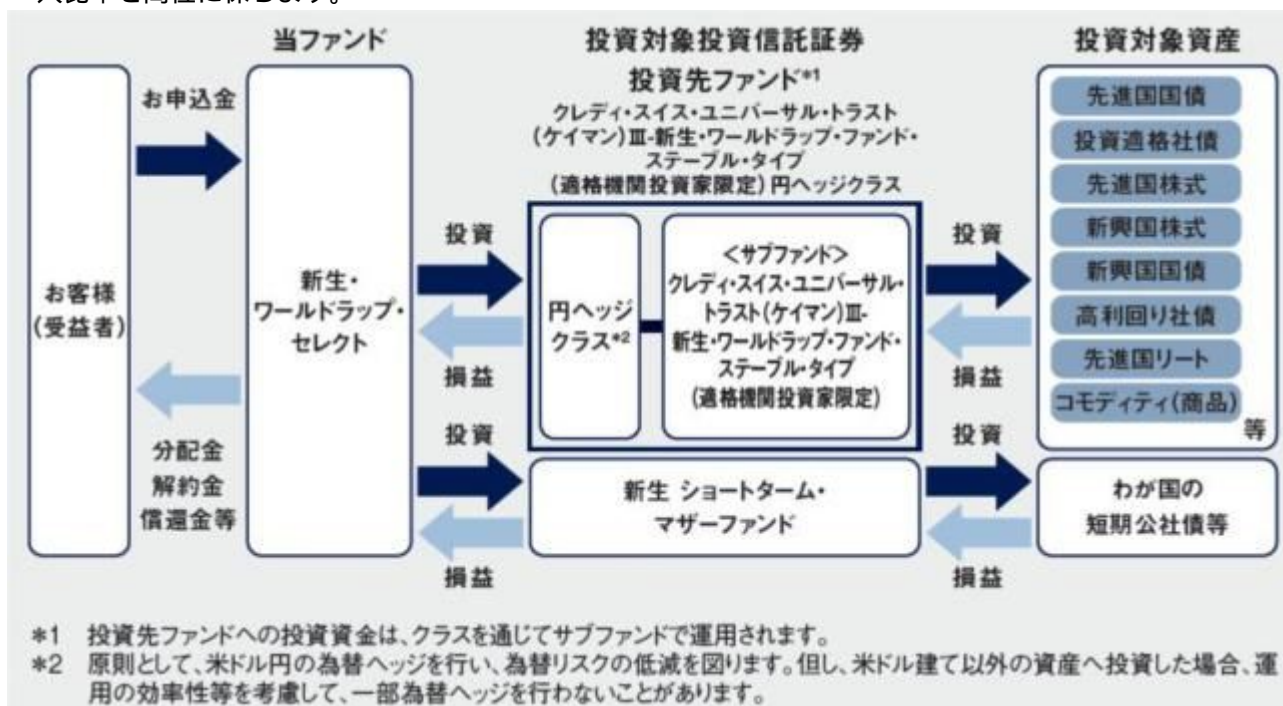 当ファンド
投資対象投資信託証券
投資対象資産
投資先ファンド*1
クレディ・スイス・ユニバーサル・トラスト
(ケイマン)Ⅲ-新生・ワールドラップ・ファンド・
ステーブル・タイプ
(適格機関投資家限定)円ヘッジクラス
お客様
(受益者)
お申込金
分配金
解約金
償還金等
新生・
ワールドラップ・
セレクト
投資
損益
投資
損益
円ヘッジ
クラス*2
<サブファンド>
クレディ・スイス・ユニバーサル・
トラスト(ケイマン)Ⅲ-
新生・ワールドラップ・ファンド・
ステーブル・タイプ
(適格機関投資家限定)
新生 ショートターム・
マザーファンド
投資
損益
投資
損益
先進国国債
投資適格社債
先進国株式
新興国株式
新興国国債
高利回り社債
先進国リート
コモディティ(商品)
等
わが国の
短期公社債等
*1 投資先ファンドへの投資資金は、クラスを通じてサブファンドで運用されます。
*2 原則として、米ドル円の為替ヘッジを行い、為替リスクの低減を図ります。但し、米ドル建て以外の資産へ投資した場合、運
用の効率性等を考慮して、一部為替ヘッジを行わないことがあります。